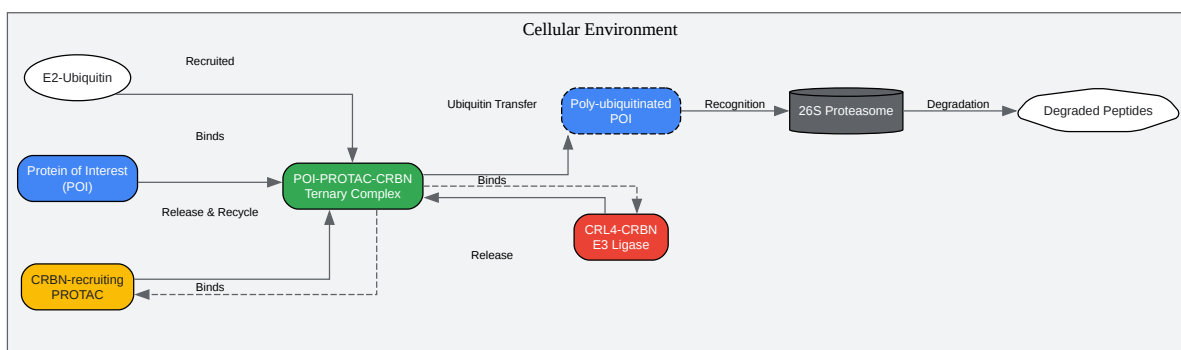 Cellular Environment
Recruited
E2-Ubiquitin
Ubiquitin Transfer
Poly-ubiquitinated
POI
Recognition
26S Proteasome
Degradation
Degraded Peptides
Binds
Protein of Interest
(POI)
POI-PROTAC-CRBN
Ternary Complex
Binds
Release & Recycle
CRL4-CRBN
E3 Ligase
Release
CRBN-recruiting
PROTAC
Binds